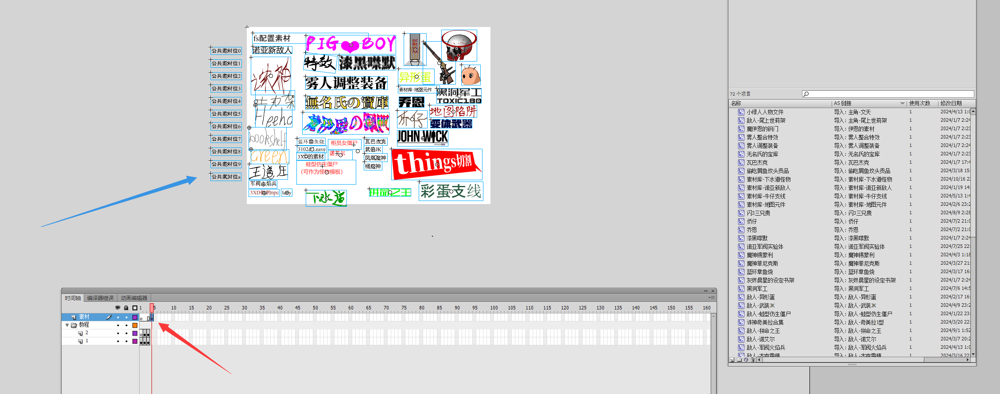 公共素材位0
公共素材位1
公共素材位2
公共素材位3
公共素材位4
公共素材位5
公共素材位6
公共素材位7
公共素材位8
公共素材位9
公共素材位a
fs配置素材
诺亚新敌人
诛神
Heeho
bookshelf
Green
王道庄
军阀火焰兵
3XD做的npc
PIG BOY
特效
漆黑噤默
雾人调整装备
無名氏の寶庫
蓝环章鱼烧
柜员女僵尸
瓦巴杰克
3XD的素材
诺艾尔
武装JK
凤凰魔神
桶魔神
蛙型仿生僵尸
(可作为怪物模板)
下水道
异形蛋
素材库-地图元件
黑洞军工
TOXIC180
乔恩
地图陷阱
侨仔
变体武器
JOHN WICK
things切割
拼命之王
彩蛋支线
72 个项目
名称 AS 链接 使用次数 修改日期
小绿人人物文件 导入: 主角-文天 1 2024/4/13 1:0
敌人-尾上世莉架 导入: 主角-尾上世莉架 1 2024/1/7 2:24
魔伊恩的钢门 导入: 伊恩的素材 1 2024/1/7 2:23
雾人整合特效 导入: 雾人整合特效 1 2024/1/7 2:23
雾人调整装备 导入: 雾人调整装备 1 2024/1/7 2:24
无名氏的宝库 导入: 无名氏的宝库 1 2024/1/7 2:23
瓦巴杰克 导入: 瓦巴杰克 1 2024/1/7 17:4
偷吃屑鱼坟头贡品 导入: 偷吃屑鱼坟头贡品 1 2024/3/18 15:
素材库-下水道怪物 导入: 素材库-下水道怪物 1 2024/10/16 22
素材库-诺亚新敌人 导入: 素材库-诺亚新敌人 1 2024/1/19 14:
素材库-牛仔支线 导入: 素材库-牛仔支线 1 2024/5/13 1:4
素材库-地图元件 导入: 素材库-地图元件 1 2024/2/6 23:2
闪3三兄贵 导入: 闪3三兄贵 1 2024/8/9 2:28
侨仔 导入: 侨仔 1 2024/7/2 21:0
乔恩 导入: 乔恩 1 2024/7/2 21:0
漆黑噤默 导入: 漆黑噤默 1 2024/1/7 2:24
诺亚军阀实验体 导入: 诺亚军阀实验体 1 2024/7/25 22:
魔神锡蒙利 导入: 魔神锡蒙利 1 2024/4/3 1:18
魔神菲尼克斯 导入: 魔神菲尼克斯 1 2024/3/27 21:
蓝环章鱼烧 导入: 蓝环章鱼烧 1 2024/3/17 16:
灰烬晨星的设定书架 导入: 灰烬晨星的设定书架 1 2024/1/7 2:24
黑洞军工 导入: 黑洞军工 1 2024/7/6 14:5
敌人-异形蛋 导入: 敌人-异形蛋 1 2024/2/17 16:
敌人-武装JK 导入: 敌人-武装JK 1 2024/4/9 23:2
敌人-蛙型仿生僵尸 导入: 敌人-蛙型仿生僵尸 1 2024/1/22 23:
诛神奇美拉合集 导入: 敌人-奇美拉I型 1 2024/3/20 22:
敌人-拼命之王 导入: 敌人-拼命之王 1 2024/9/1 1:52
敌人-诺艾尔 导入: 敌人-诺艾尔 1 2024/3/7 20:2
敌人-军阀火焰兵 导入: 敌人-军阀火焰兵 1 2024/4/13 1:0
敌人-杰克霜精 导入: 敌人-杰克霜精 1 2024/3/16 22:
时间轴 编译器错误 动画编辑器
1 5 10 15 20 25 30 35 40 45 50 55 60 65 70 75 80 85 90 95 100 105 110 115 120 125 130 135 140 145 150 155 160
素材
教程
2
1